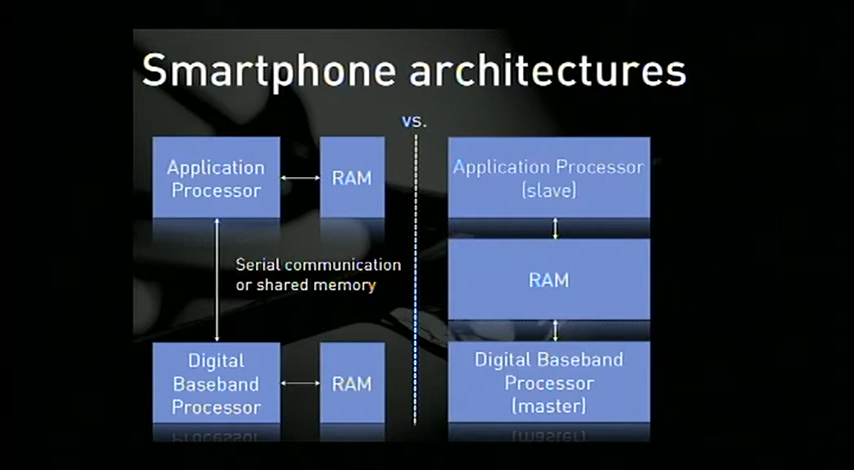 Smartphone architectures
vs.
Application
Processor
RAM
Serial communication
or shared memory
Digital
Baseband
Processor
RAM
Application Processor
(slave)
RAM
Digital Baseband
Processor
(master)